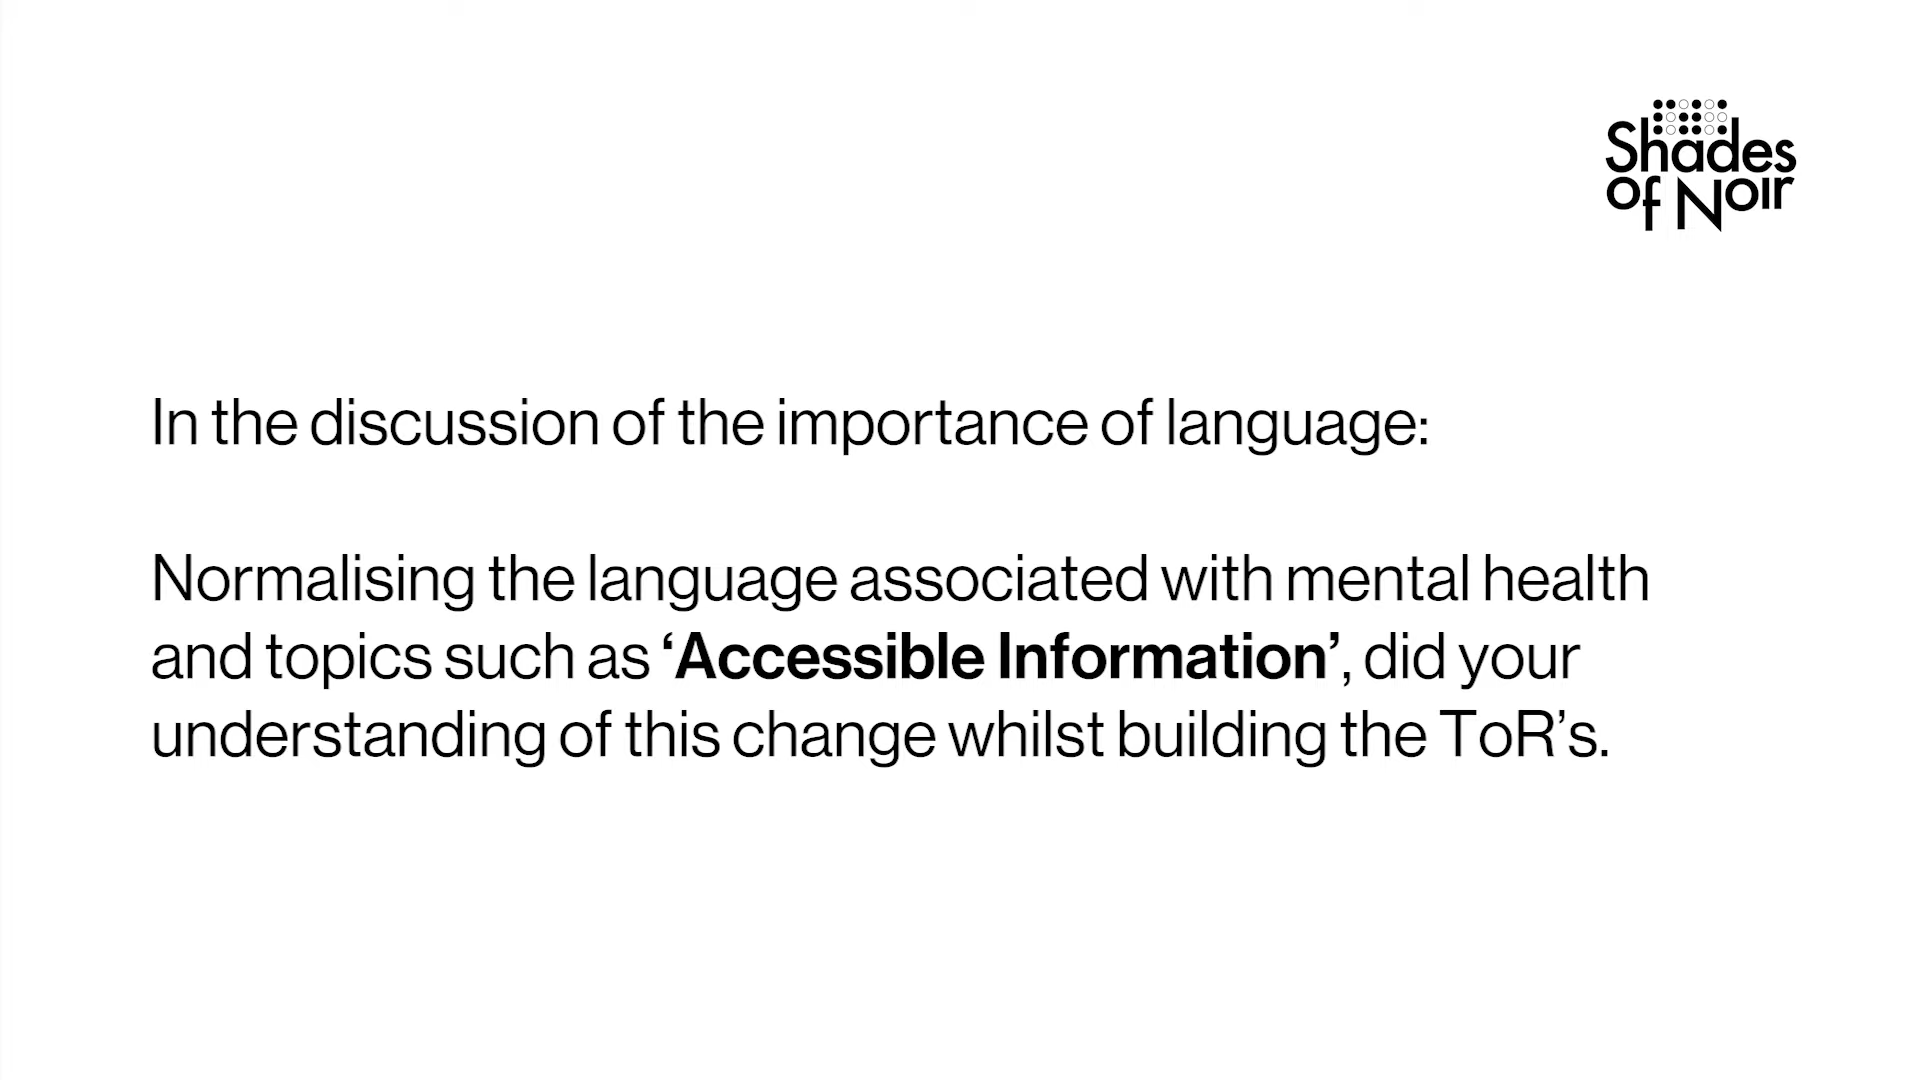 Shades
of Noir
In the discussion of the importance of language:
Normalising the language associated with mental health
and topics such as ‘Accessible Information’, did your
understanding of this change whilst building the ToR’s.